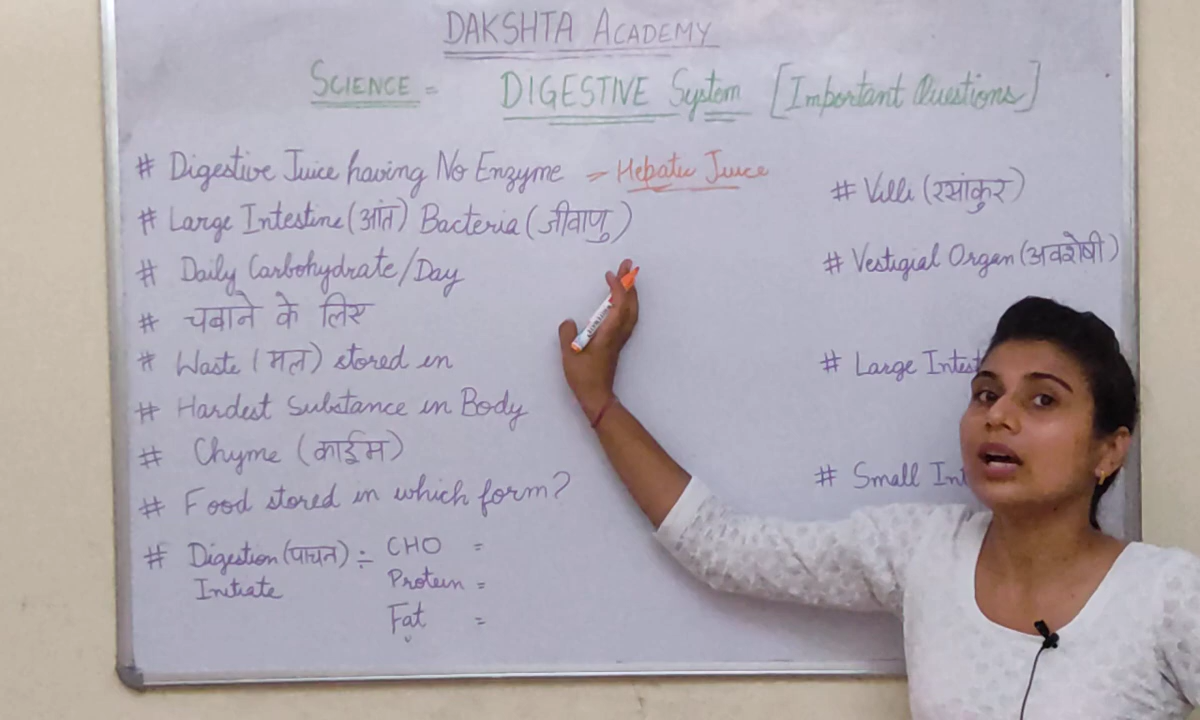 DAKSHTA ACADEMY
SCIENCE = DIGESTIVE System [Important Questions]
# Digestive Juice having No Enzyme = Hepatic Juice
# Large Intestine (आंत) Bacteria (जीवाणु)
# Daily Carbohydrate/Day
# चबाने के लिए
# Waste (मल) stored in
# Hardest Substance in Body
# Chyme (काईम)
# Food stored in which form?
# Digestion (पाचन) ÷ CHO =
Initiate Protein =
Fat =
# Villi (रसांकुर)
# Vestigial Organ (अवशेषी)
# Large Intest
# Small Int